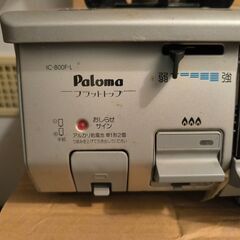 IC-800F-L
Paloma
フラットトップ
弱
強
おしらせ
サイン
アルカリ乾電池 単1形2個